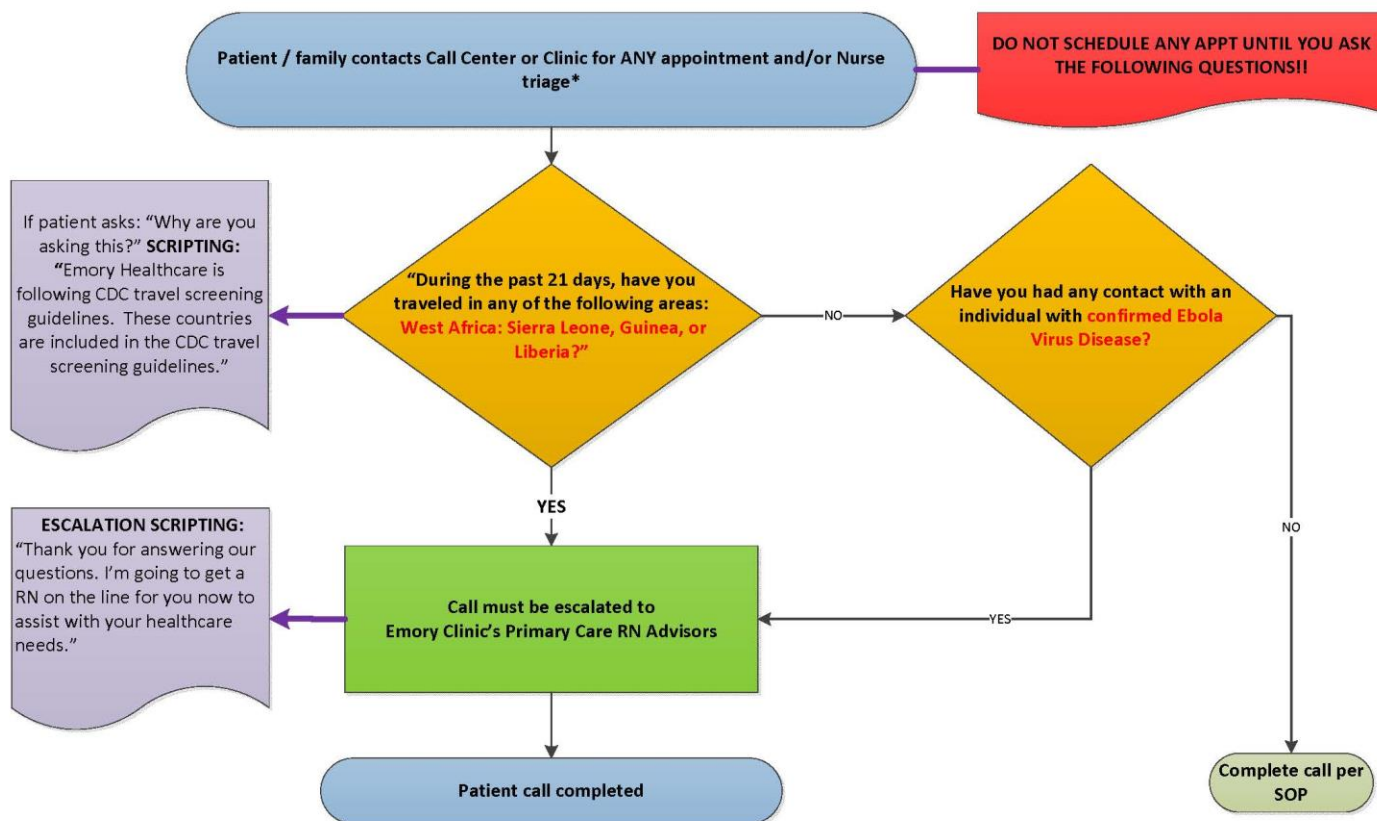 Patient / family contacts Call Center or Clinic for ANY appointment and/or Nurse
triage*
DO NOT SCHEDULE ANY APPT UNTIL YOU ASK
THE FOLLOWING QUESTIONS!!
If patient asks: “Why are you
asking this?” SCRIPTING:
“Emory Healthcare is
following CDC travel screening
guidelines. These countries
are included in the CDC travel
screening guidelines.”
“During the past 21 days, have you
traveled in any of the following areas:
West Africa: Sierra Leone, Guinea, or
Liberia?”
NO
Have you had any contact with an
individual with confirmed Ebola
Virus Disease?
YES
NO
ESCALATION SCRIPTING:
“Thank you for answering our
questions. I’m going to get a
RN on the line for you now to
assist with your healthcare
needs.”
Call must be escalated to
Emory Clinic’s Primary Care RN Advisors
YES
Patient call completed
Complete call per
SOP